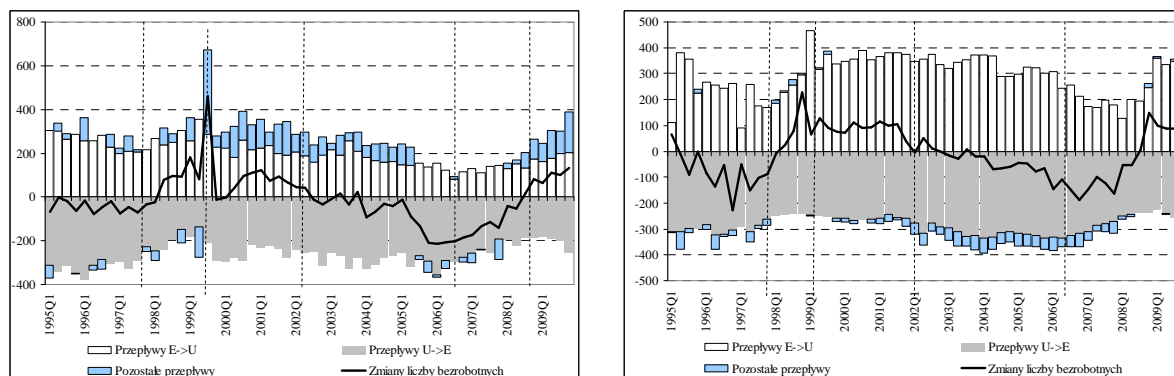 800
600
400
200
0
-200
-400
1995Q1
1996Q1
1997Q1
1998Q1
1999Q1
2000Q1
2001Q1
2002Q1
2003Q1
2004Q1
2005Q1
2006Q1
2007Q1
2008Q1
2009Q1
Przepływy E->U
Przepływy U->E
Pozostałe przepływy
Zmiany liczby bezrobotnych
500
400
300
200
100
0
-100
-200
-300
-400
-500
1995Q1
1996Q1
1997Q1
1998Q1
1999Q1
2000Q1
2001Q1
2002Q1
2003Q1
2004Q1
2005Q1
2006Q1
2007Q1
2008Q1
2009Q1
Przepływy E->U
Przepływy U->E
Pozostałe przepływy
Zmiany liczby bezrobotnych